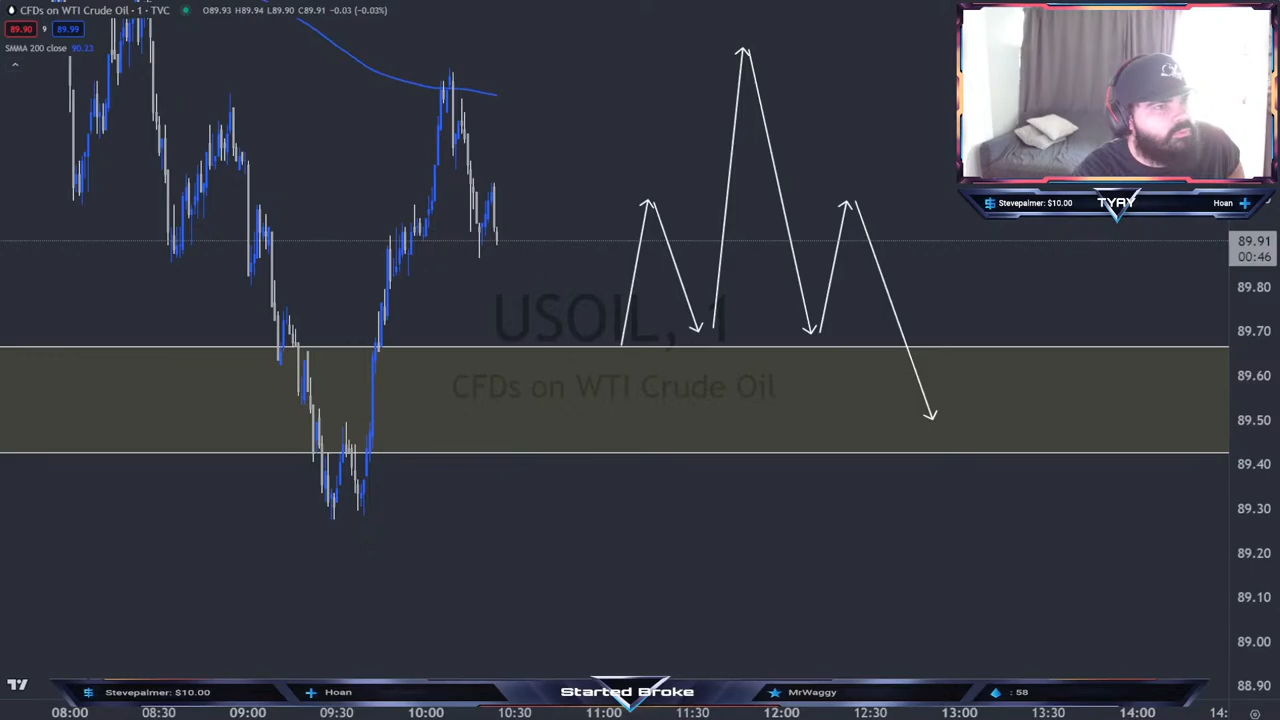 CFDs on WTI Crude Oil · 1 · TVC O89.93 H89.94 L89.90 C89.91 -0.03 (-0.03%)
89.90 9 89.99
SMMA 200 close 90.23
USOIL, 1
CFDs on WTI Crude Oil
Stevepalmer: $10.00 TYAY Hoan
89.91
00:46
89.80
89.70
89.60
89.50
89.40
89.30
89.20
89.10
89.00
88.90
Stevepalmer: $10.00 Hoan Started Broke MrWaggy : 58
08:00 08:30 09:00 09:30 10:00 10:30 11:00 11:30 12:00 12:30 13:00 13:30 14:00 14: